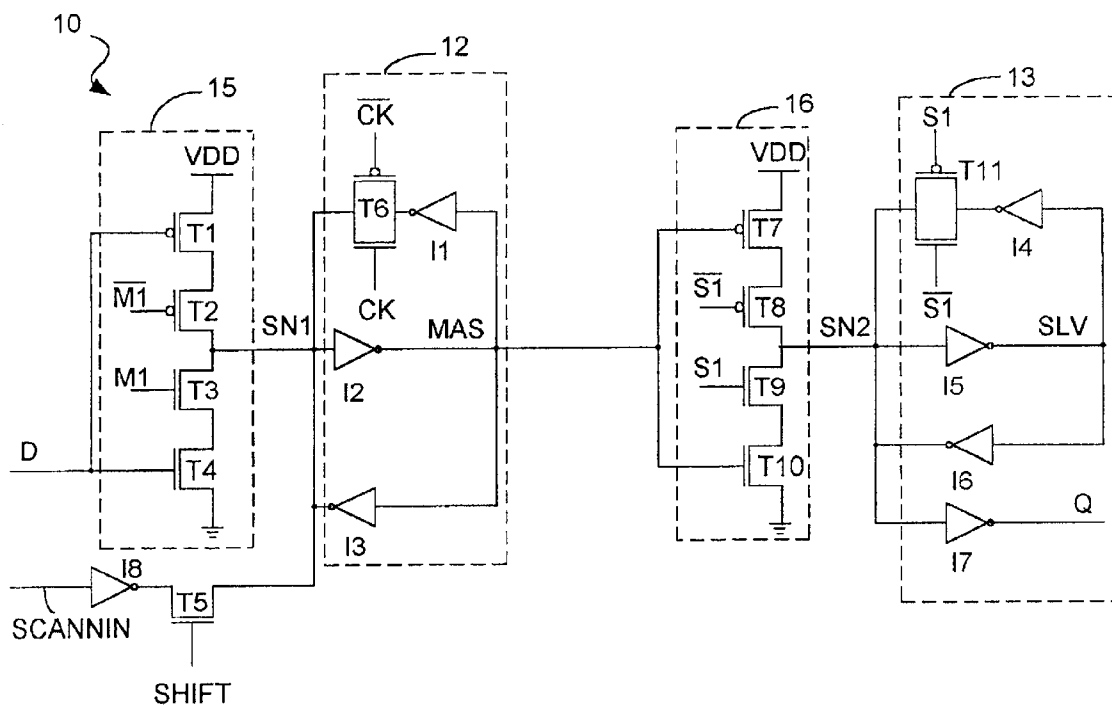 10
12
13
15
16
CK̅
S1
VDD
VDD
T11
T6
T1
I1
T7
I4
M1̅
T2
CK
S1̅
T8
S1̅
SN1
MAS
SN2
SLV
M1
T3
I2
S1
T9
I5
D
T4
T10
I6
Q
I3
I7
I8
T5
SCANNIN
SHIFT